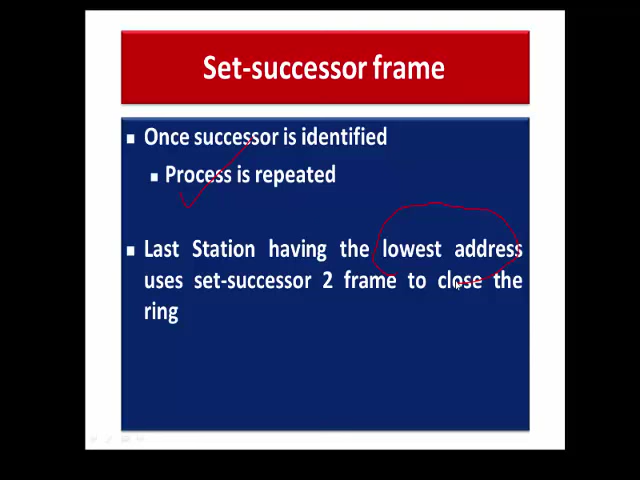 Set-successor frame
Once successor is identified
Process is repeated
Last Station having the lowest address
uses set-successor 2 frame to close the
ring